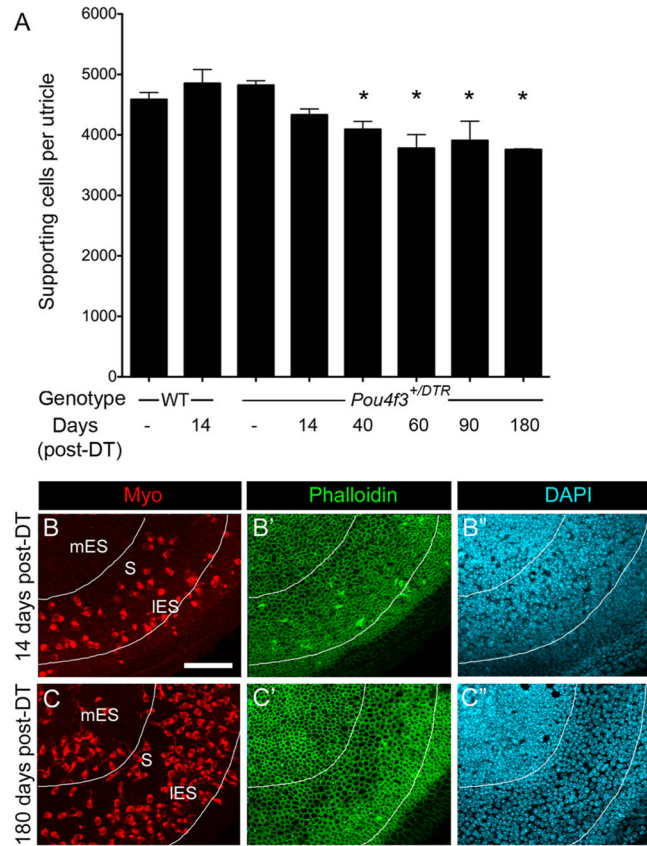 A
Supporting cells per utricle
6000
5000
4000
3000
2000
1000
0
* * * *
Genotype WT Pou4f3+/DTR
Days (post-DT) - 14 - 14 40 60 90 180
Myo Phalloidin DAPI
14 days post-DT
B mES S lES
B'
B"
180 days post-DT
C mES S lES
C'
C"